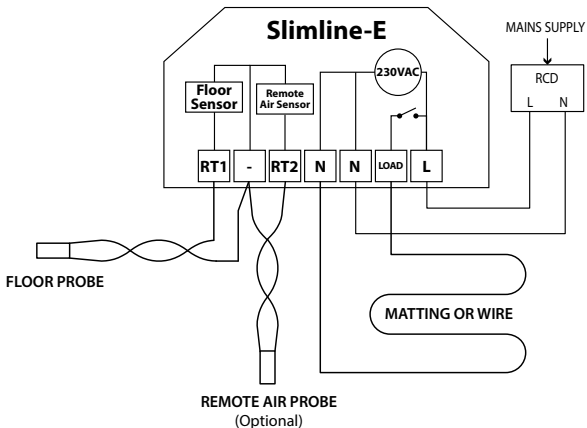 Slimline-E
MAINS SUPPLY
230VAC
RCD
L N
Floor
Sensor
Remote
Air Sensor
RT1 - RT2 N N LOAD L
FLOOR PROBE
MATTING OR WIRE
REMOTE AIR PROBE
(Optional)